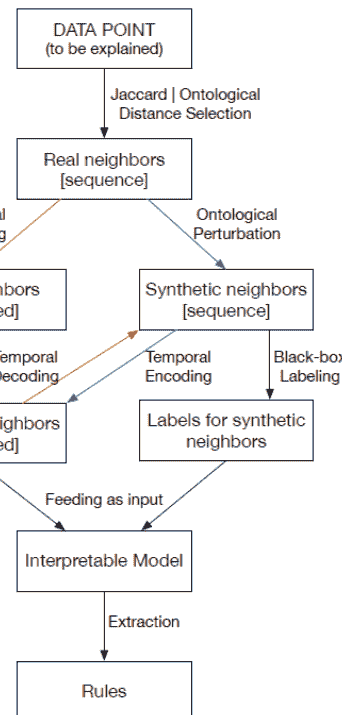 DATA POINT
(to be explained)
Jaccard | Ontological
Distance Selection
Real neighbors
[sequence]
Ontological
Perturbation
Synthetic neighbors
[sequence]
Temporal
Encoding
Black-box
Labeling
Labels for synthetic
neighbors
Feeding as input
Interpretable Model
Extraction
Rules